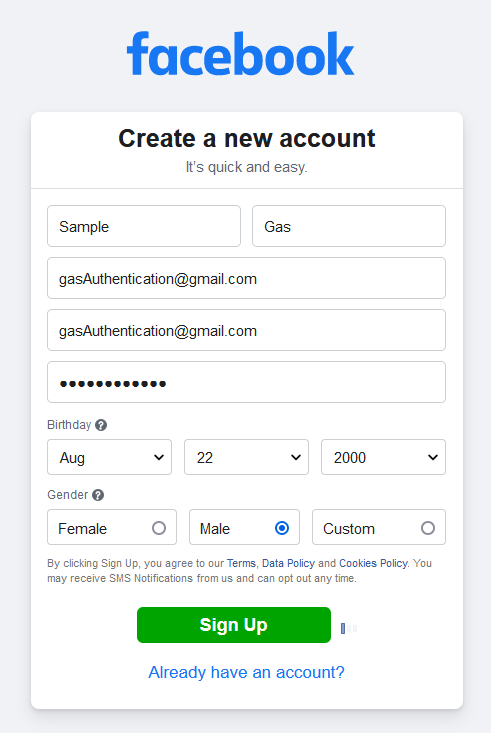 facebook
Create a new account
It's quick and easy.
Sample Gas
gasAuthentication@gmail.com
gasAuthentication@gmail.com
••••••••••••
Birthday ?
Aug 22 2000
Gender ?
Female Male Custom
By clicking Sign Up, you agree to our Terms, Data Policy and Cookies Policy. You
may receive SMS Notifications from us and can opt out any time.
Sign Up
Already have an account?